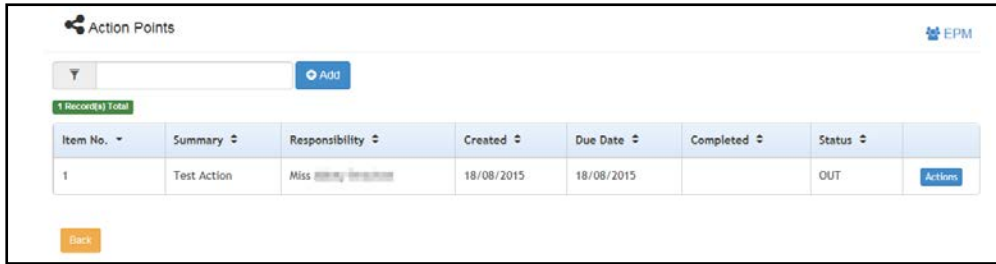 Action Points
EPM
Add
1 Record(s) Total
Item No. Summary Responsibility Created Due Date Completed Status
1 Test Action Miss 18/08/2015 18/08/2015 OUT Actions
Back